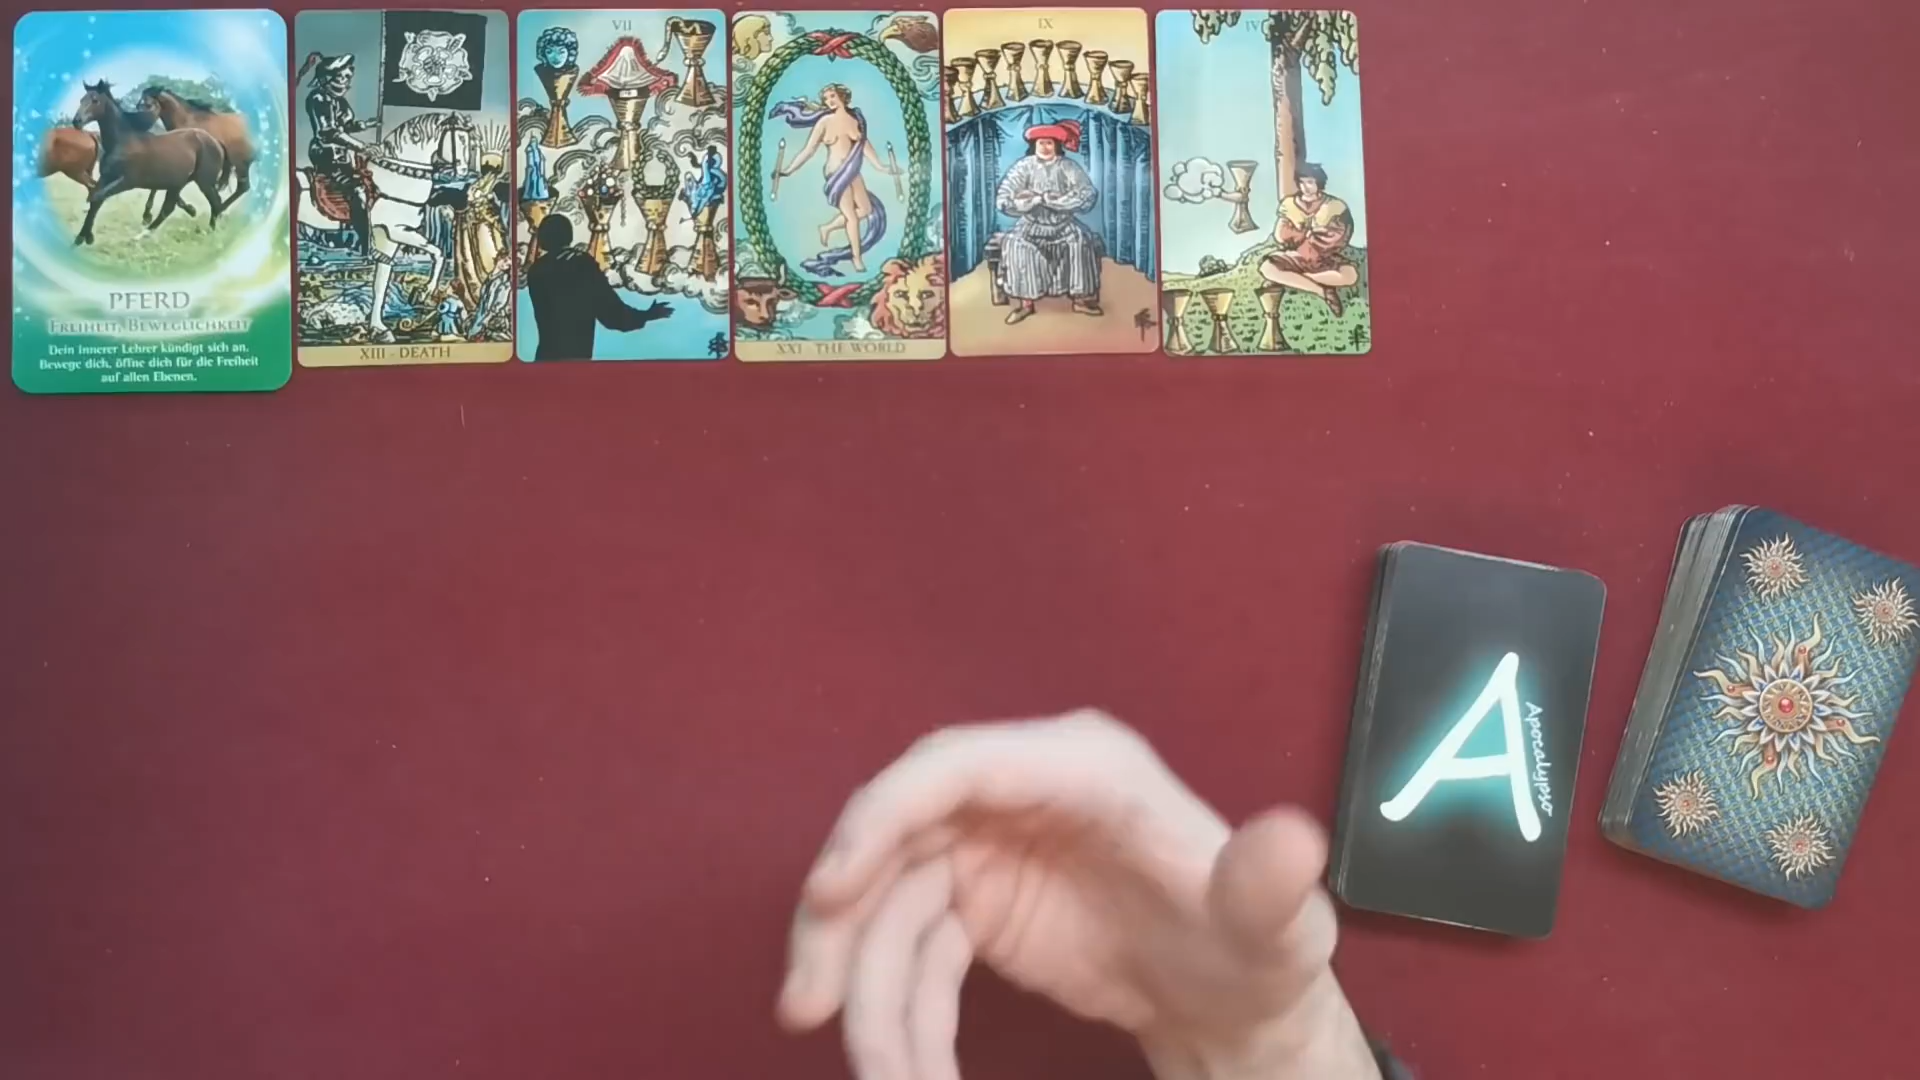 PFERD
FREIHEIT, BEWEGLICHKEIT
Dein Innerer Lehrer kündigt sich an.
Bewege dich, öffne dich für die Freiheit
auf allen Ebenen.
XIII - DEATH
VII
XXI - THE WORLD
IX
IV
A
Apocalypso